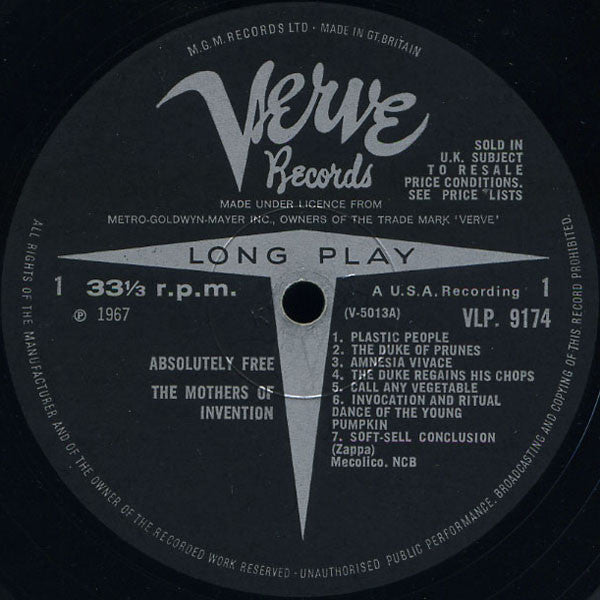 M.G.M. RECORDS LTD - MADE IN GT. BRITAIN
Verve
Records
SOLD IN
U.K. SUBJECT
TO RESALE
PRICE CONDITIONS.
SEE PRICE LISTS
MADE UNDER LICENCE FROM
METRO-GOLDWYN-MAYER INC., OWNERS OF THE TRADE MARK 'VERVE'
LONG PLAY
1 33⅓ r.p.m.
A U.S.A. Recording 1
℗ 1967
(V-5013A)
VLP. 9174
ABSOLUTELY FREE
THE MOTHERS OF
INVENTION
1. PLASTIC PEOPLE
2. THE DUKE OF PRUNES
3. AMNESIA VIVACE
4. THE DUKE REGAINS HIS CHOPS
5. CALL ANY VEGETABLE
6. INVOCATION AND RITUAL
DANCE OF THE YOUNG
PUMPKIN
7. SOFT-SELL CONCLUSION
(Zappa)
Mecolico. NCB
ALL RIGHTS OF THE MANUFACTURER AND OF THE OWNER OF THE RECORDED WORK RESERVED - UNAUTHORISED PUBLIC PERFORMANCE, BROADCASTING AND COPYING OF THIS RECORD PROHIBITED.